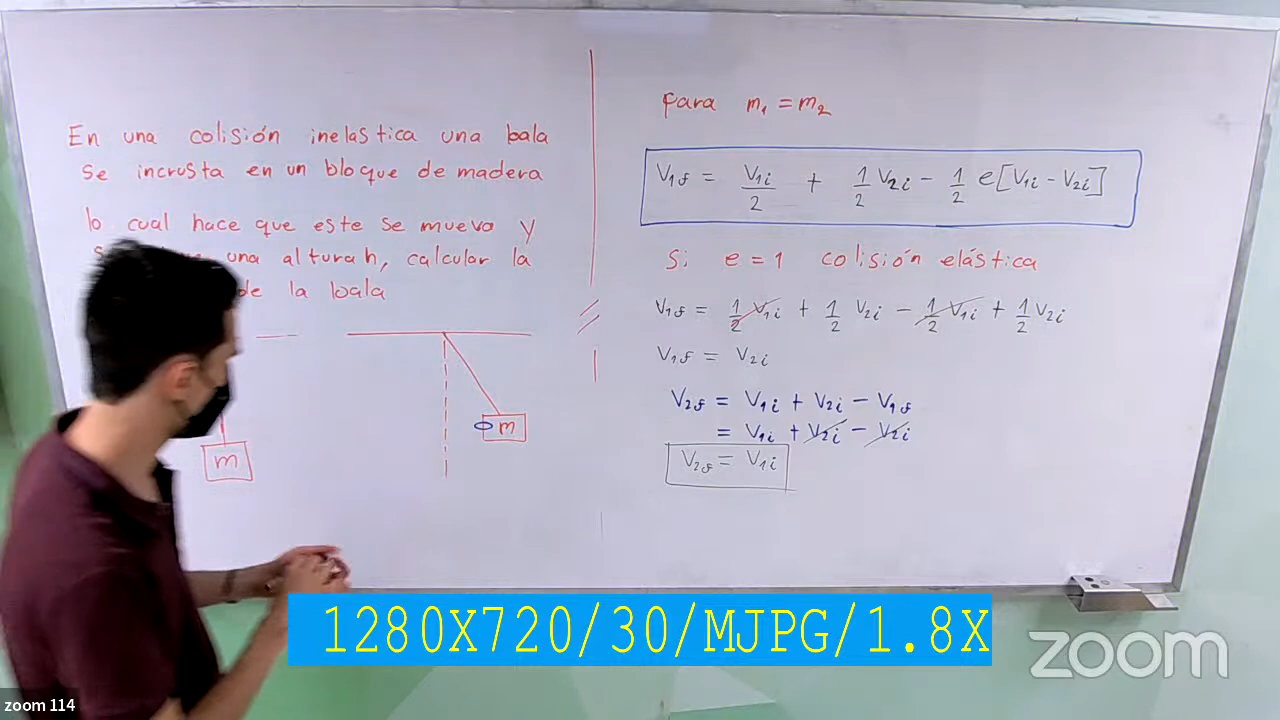 En una colisión inelastica una bala
se incrusta en un bloque de madera
lo cual hace que este se mueva y
una altura h, calcular la
de la bala
m
m
para m₁ = m₂
V₁f = V₁i/2 + 1/2 V₂i - 1/2 e[V₁i - V₂i]
Si e = 1 colisión elástica
V₁f = 1/2 V₁i + 1/2 V₂i - 1/2 V₁i + 1/2 V₂i
V₁f = V₂i
V₂f = V₁i + V₂i - V₁f
= V₁i + V₂i - V₂i
V₂f = V₁i
1280X720/30/MJPG/1.8X
zoom
zoom 114